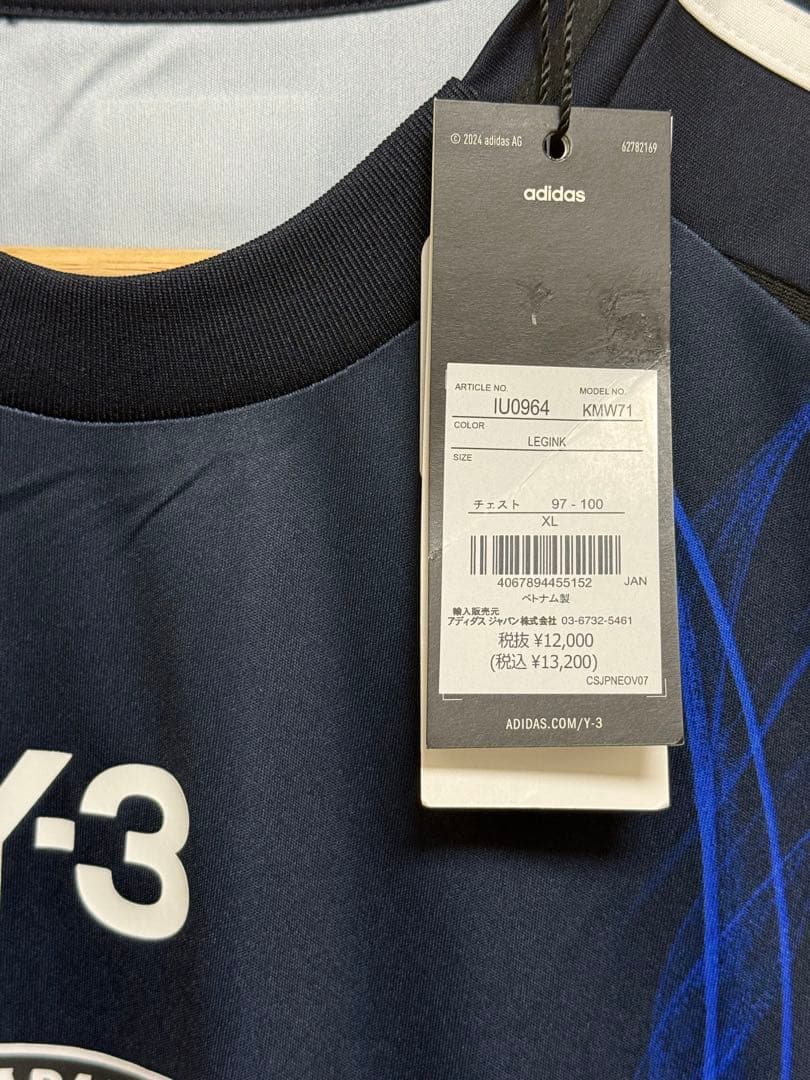 © 2024 adidas AG
62782169
adidas
ARTICLE NO. MODEL NO.
IU0964 KMW71
COLOR
LEGINK
SIZE
チェスト 97 - 100
XL
4067894455152 JAN
ベトナム製
輸入販売元
アディダス ジャパン株式会社 03-6732-5461
税抜 ¥12,000
(税込 ¥13,200)
CSJPNEOV07
ADIDAS.COM/Y-3
Y-3